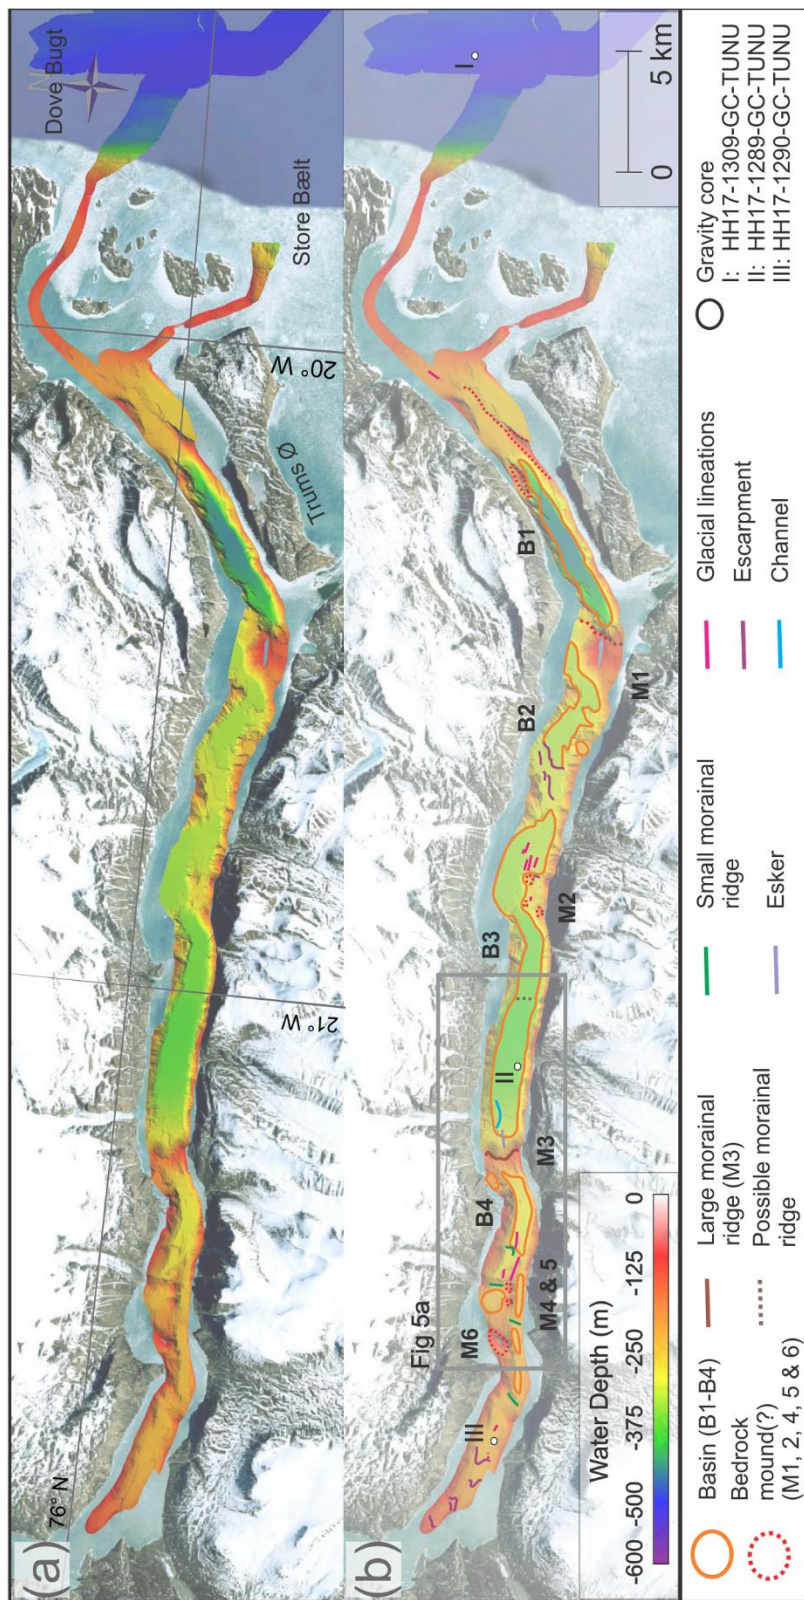 (a)
76° N
21° W
20° W
Trums Ø
Store Bælt
Dove Bugt
N
(b)
Fig 5a
III
M6
M4 & 5
B4
M3
II
B3
M2
B2
M1
B1
I
0 5 km
Water Depth (m)
-600 -500 -375 -250 -125 0
Basin (B1-B4)
Bedrock
mound(?)
(M1, 2, 4, 5 & 6)
Large morainal
ridge (M3)
Possible morainal
ridge
Small morainal
ridge
Esker
Glacial lineations
Escarpment
Channel
Gravity core
I: HH17-1309-GC-TUNU
II: HH17-1289-GC-TUNU
III: HH17-1290-GC-TUNU